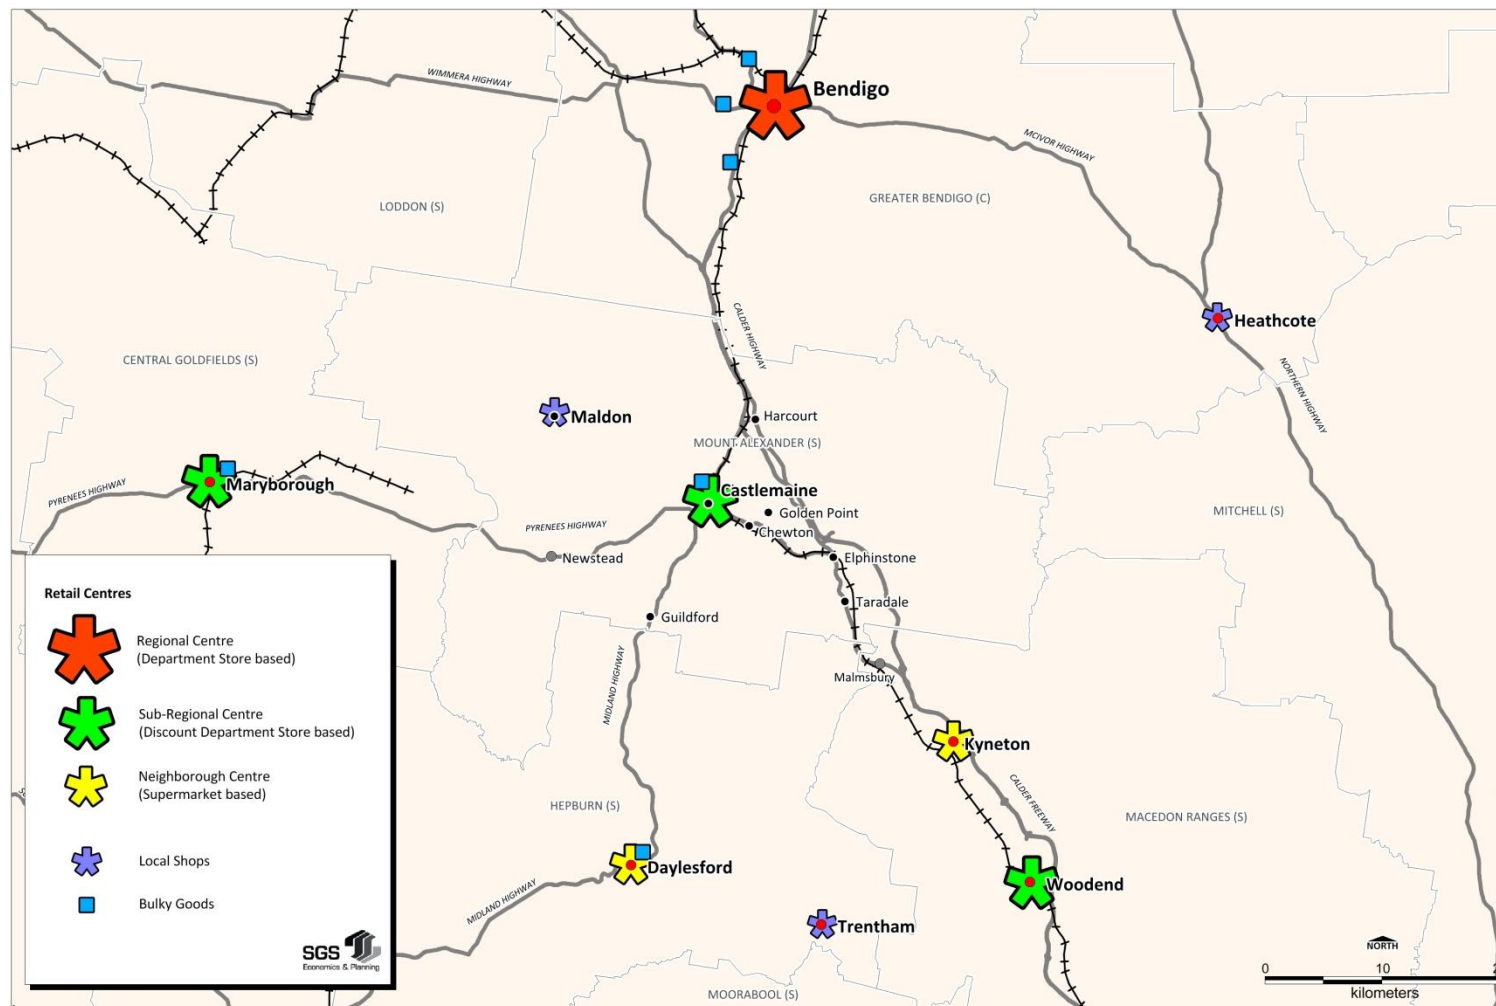 WIMMERA HIGHWAY
Bendigo
MCIVOR HIGHWAY
LODDON (S)
GREATER BENDIGO (C)
CALDER HIGHWAY
Heathcote
CENTRAL GOLDFIELDS (S)
NORTHERN HIGHWAY
Maldon
Harcourt
MOUNT ALEXANDER (S)
Maryborough
PYRENEES HIGHWAY
Castlemaine
Golden Point
MITCHELL (S)
PYRENEES HIGHWAY
Chewton
Newstead
Elphinstone
Taradale
Guildford
Malmsbury
MIDLAND HIGHWAY
Kyneton
CALDER FREEWAY
HEPBURN (S)
MACEDON RANGES (S)
Daylesford
Woodend
MIDLAND HIGHWAY
Trentham
MOORABOOL (S)
Retail Centres
Regional Centre
(Department Store based)
Sub-Regional Centre
(Discount Department Store based)
Neighborough Centre
(Supermarket based)
Local Shops
Bulky Goods
SGS
Economics & Planning
NORTH
0 10 2
kilometers